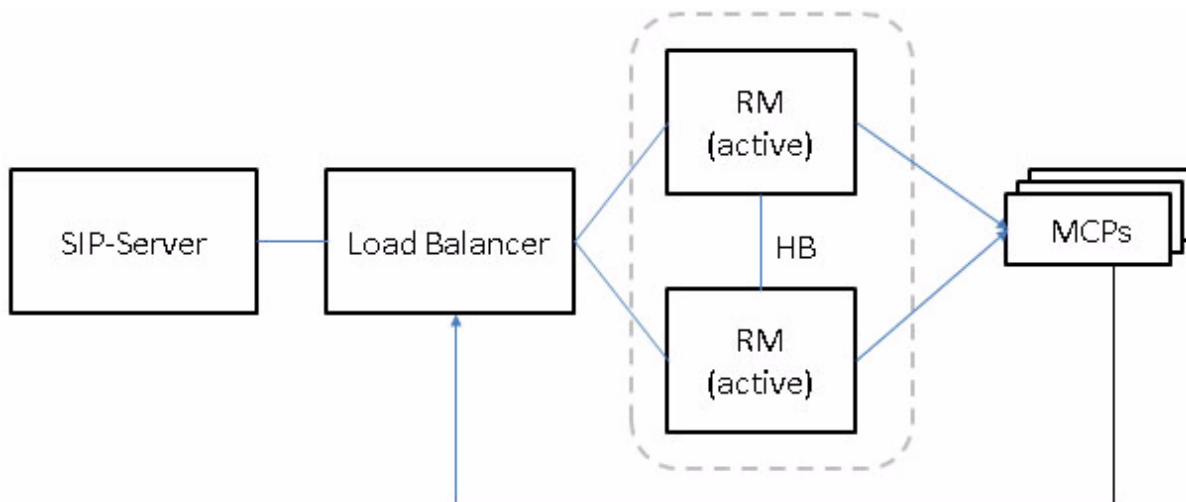 SIP-Server
Load Balancer
RM
(active)
HB
RM
(active)
MCPs